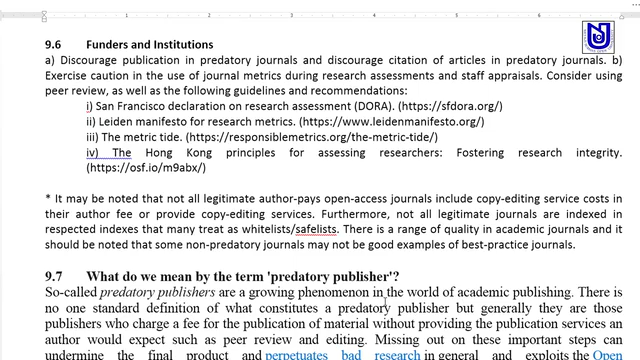 9.6 Funders and Institutions
a) Discourage publication in predatory journals and discourage citation of articles in predatory journals. b)
Exercise caution in the use of journal metrics during research assessments and staff appraisals. Consider using
peer review, as well as the following guidelines and recommendations:
i) San Francisco declaration on research assessment (DORA). (https://sfdora.org/)
ii) Leiden manifesto for research metrics. (https://www.leidenmanifesto.org/)
iii) The metric tide. (https://responsiblemetrics.org/the-metric-tide/)
iv) The Hong Kong principles for assessing researchers: Fostering research integrity.
(https://osf.io/m9abx/)
* It may be noted that not all legitimate author-pays open-access journals include copy-editing service costs in
their author fee or provide copy-editing services. Furthermore, not all legitimate journals are indexed in
respected indexes that many treat as whitelists/safelists. There is a range of quality in academic journals and it
should be noted that some non-predatory journals may not be good examples of best-practice journals.
9.7 What do we mean by the term 'predatory publisher'?
So-called predatory publishers are a growing phenomenon in the world of academic publishing. There is
no one standard definition of what constitutes a predatory publisher but generally they are those
publishers who charge a fee for the publication of material without providing the publication services an
author would expect such as peer review and editing. Missing out on these important steps can
undermine the final product and perpetuates bad research in general and exploits the Open